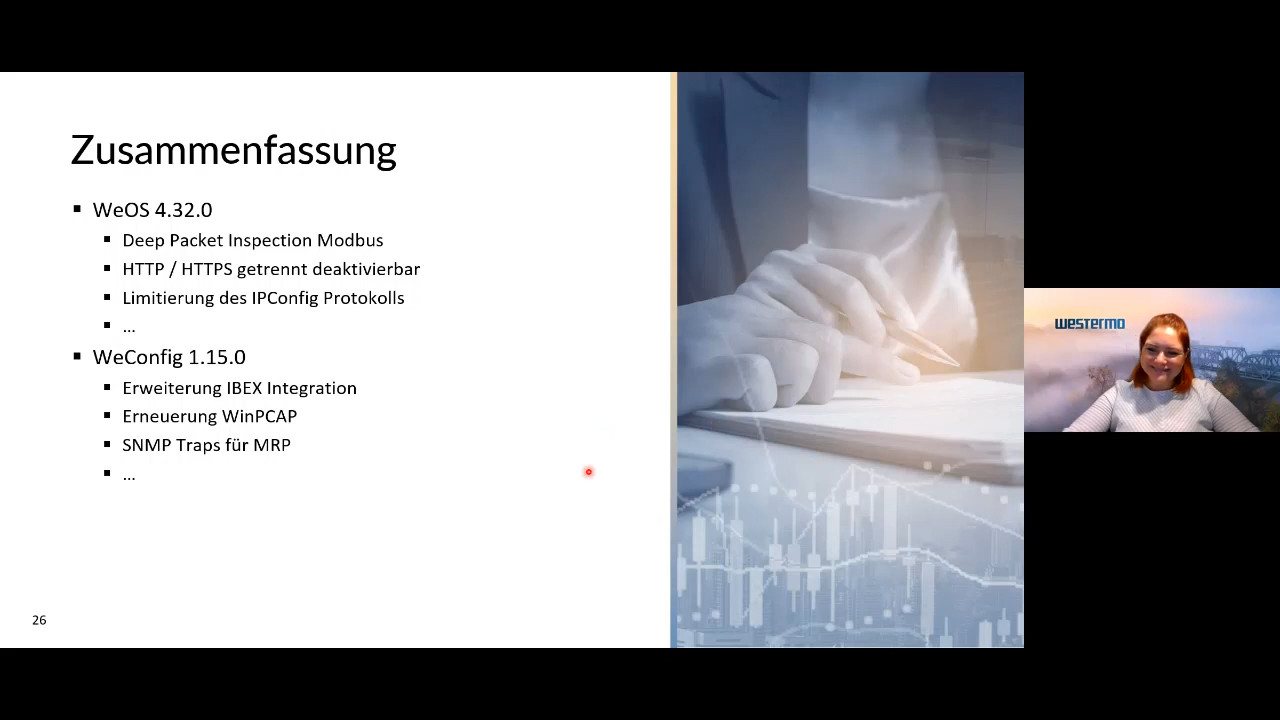 Zusammenfassung
WeOS 4.32.0
Deep Packet Inspection Modbus
HTTP / HTTPS getrennt deaktivierbar
Limitierung des IPConfig Protokolls
...
WeConfig 1.15.0
Erweiterung IBEX Integration
Erneuerung WinPCAP
SNMP Traps für MRP
...
26
westermo